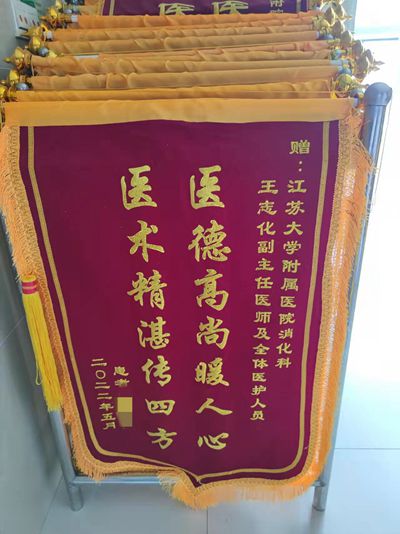 赠：江苏大学附属医院消化科
王志化副主任医师及全体医护人员
医德高尚暖人心
医术精湛传四方
患者
二〇二二年五月